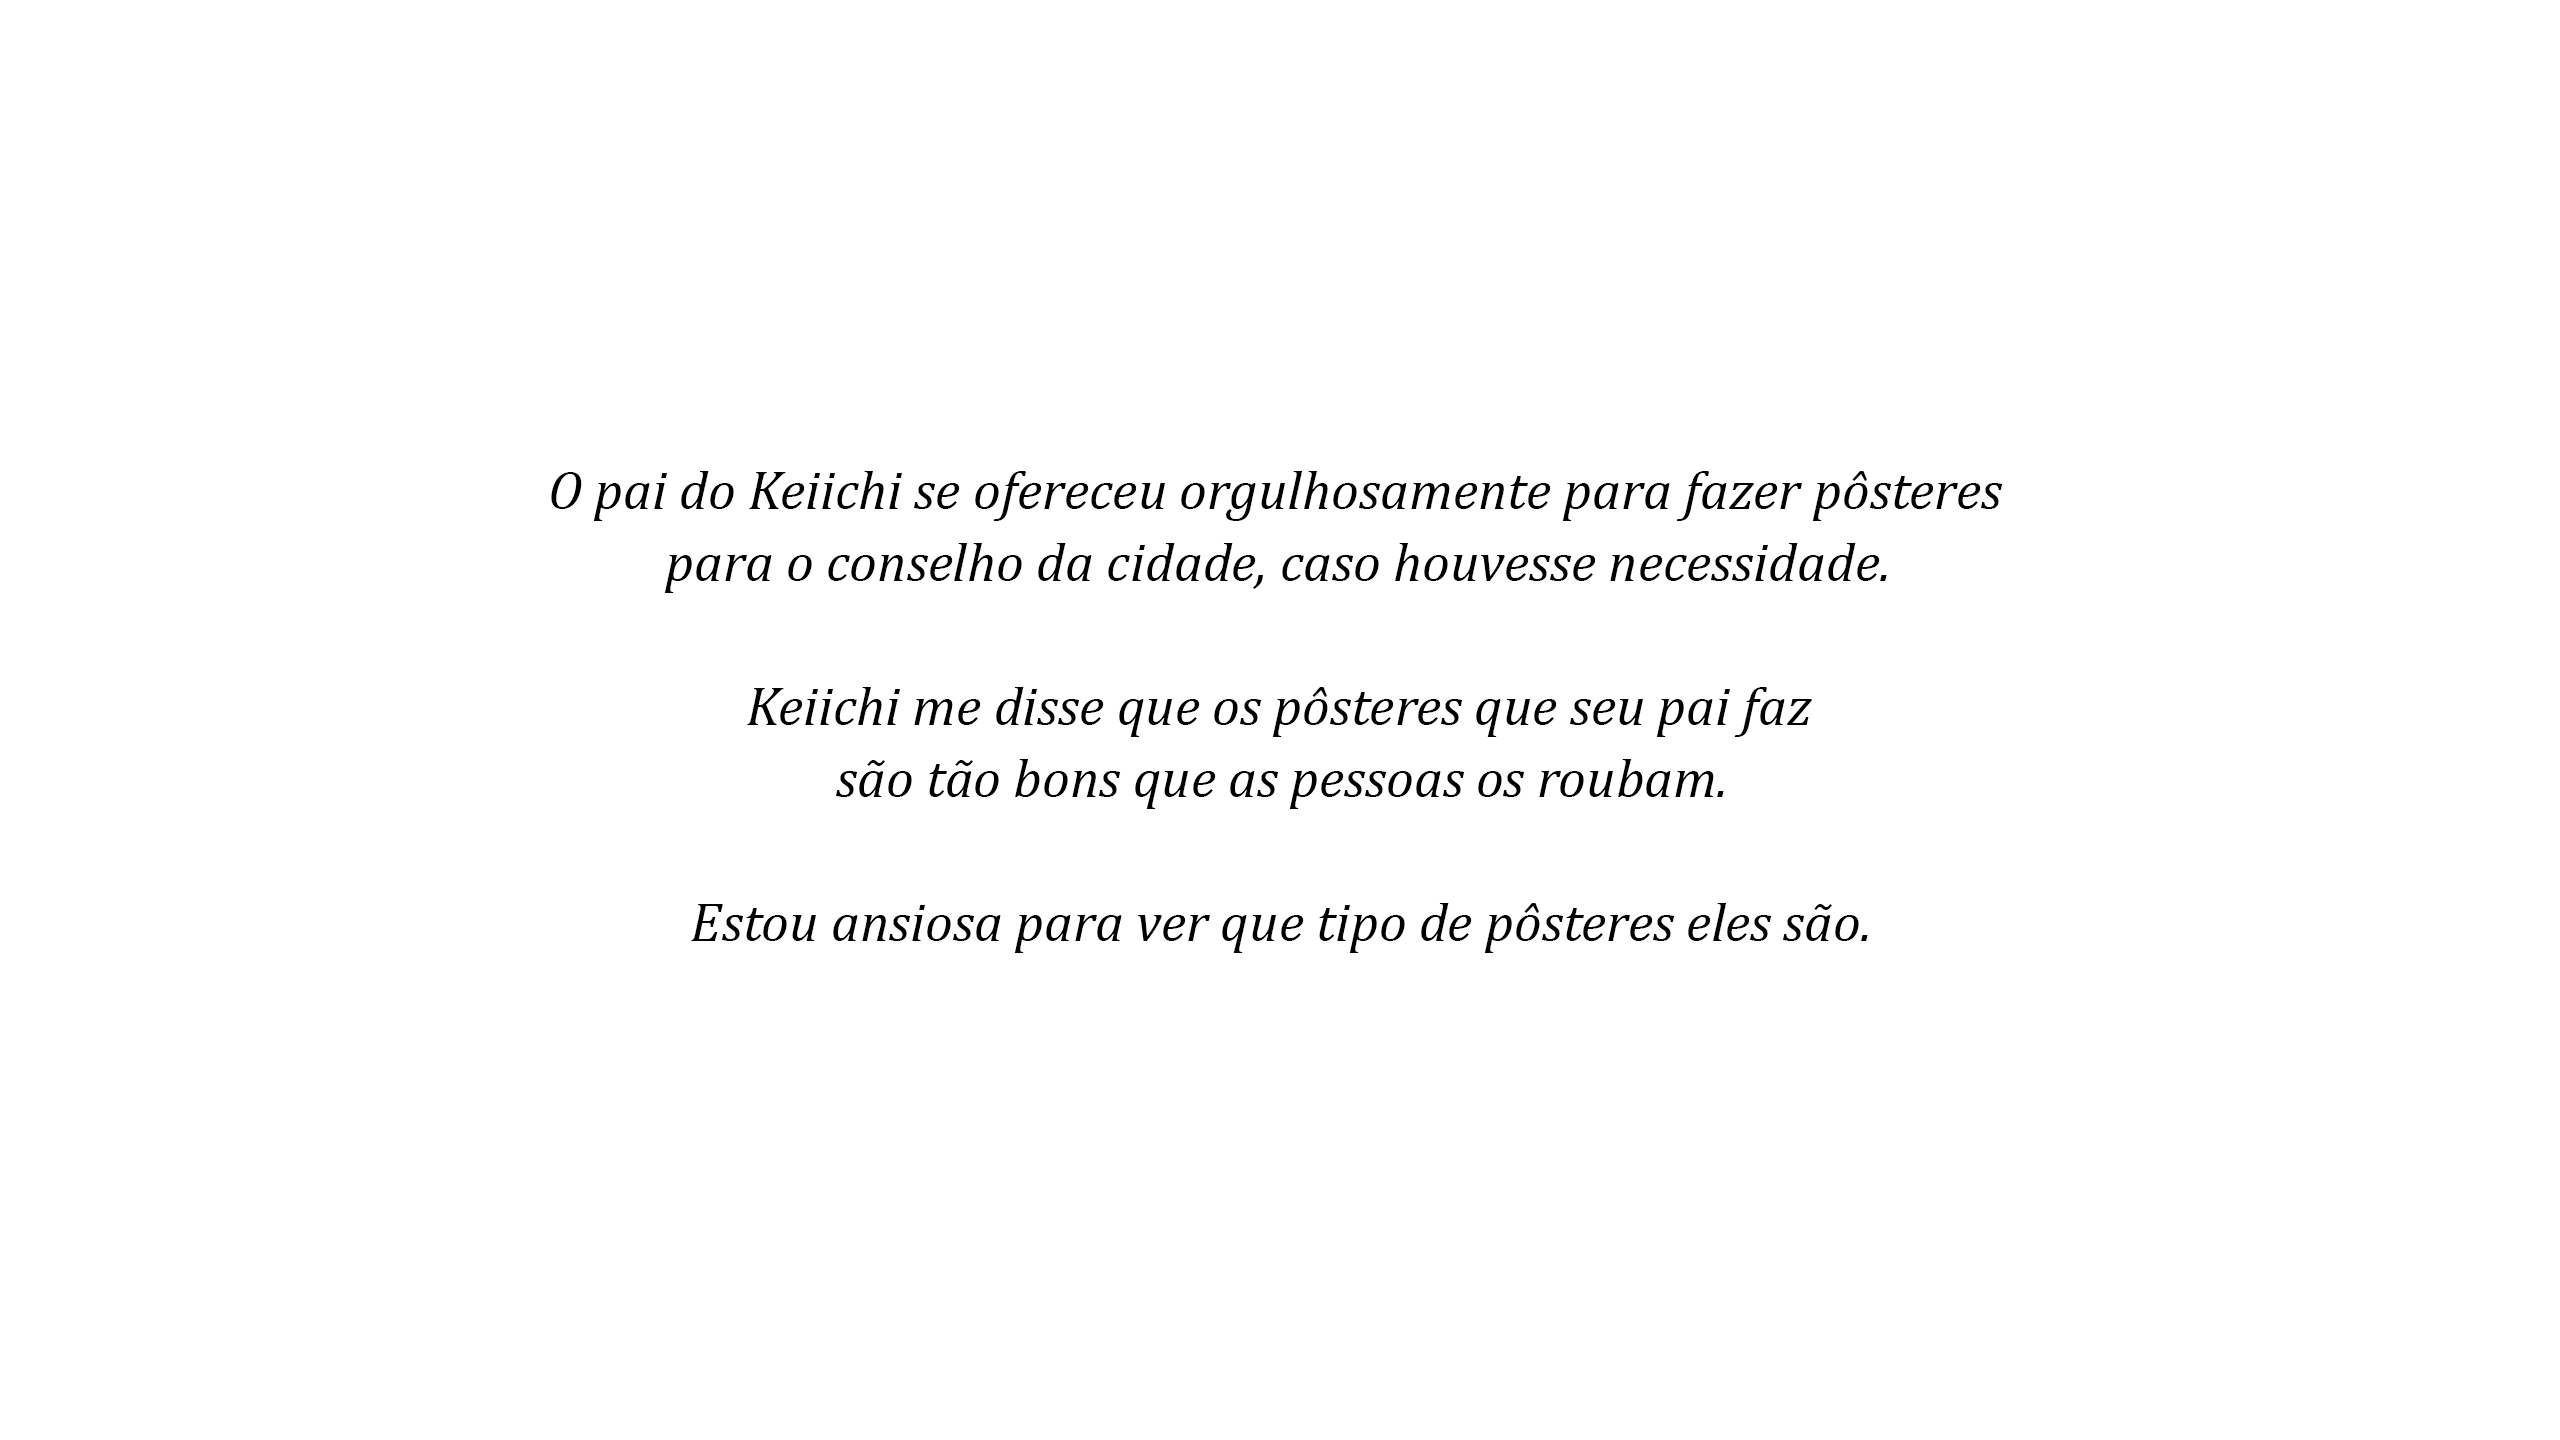 O pai do Keiichi se ofereceu orgulhosamente para fazer pôsteres
para o conselho da cidade, caso houvesse necessidade.
Keiichi me disse que os pôsteres que seu pai faz
são tão bons que as pessoas os roubam.
Estou ansiosa para ver que tipo de pôsteres eles são.